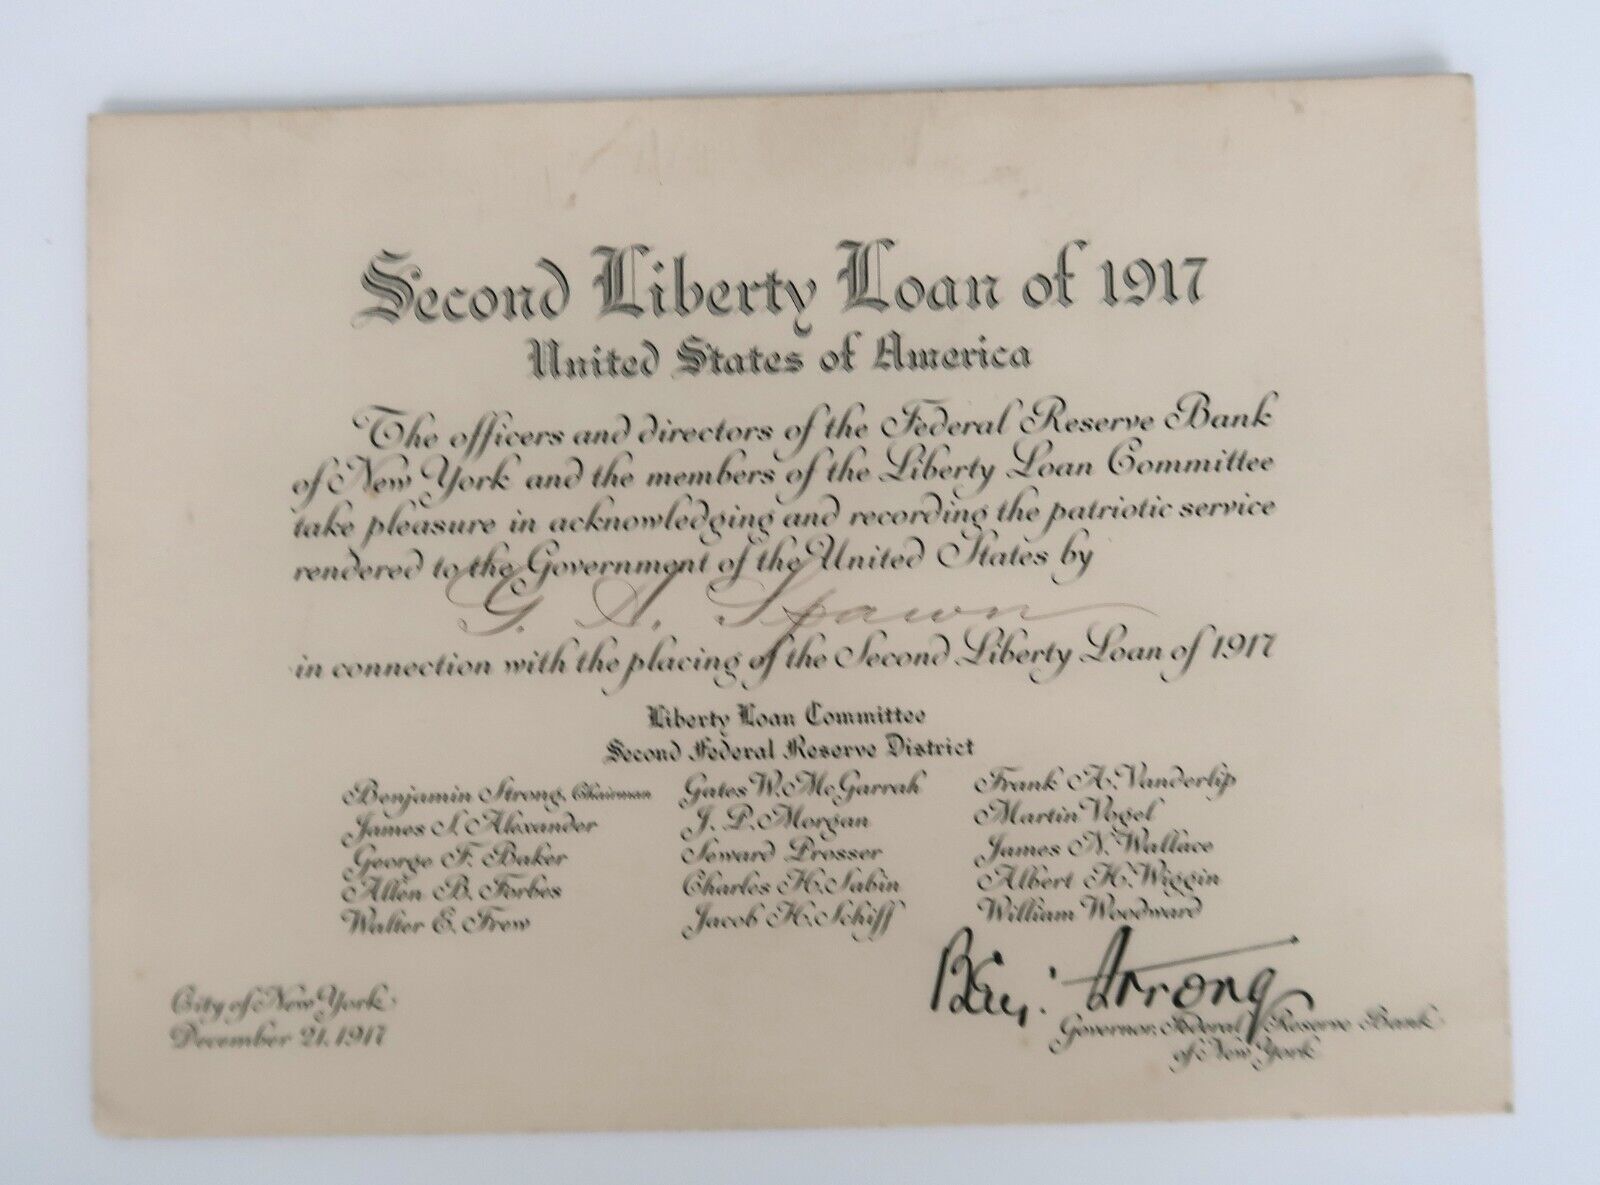 Second Liberty Loan of 1917
United States of America
The officers and directors of the Federal Reserve Bank
of New York and the members of the Liberty Loan Committee
take pleasure in acknowledging and recording the patriotic service
rendered to the Government of the United States by
G. A. Spawn
in connection with the placing of the Second Liberty Loan of 1917
Liberty Loan Committee
Second Federal Reserve District
Benjamin Strong, Chairman
James S. Alexander
George F. Baker
Allen B. Forbes
Walter E. Frew
Gates W. McGarrah
J. P. Morgan
Seward Prosser
Charles H. Sabin
Jacob H. Schiff
Frank A. Vanderlip
Martin Vogel
James N. Wallace
Albert H. Wiggin
William Woodward
Benj. Strong
Governor, Federal Reserve Bank
of New York
City of New York
December 21, 1917